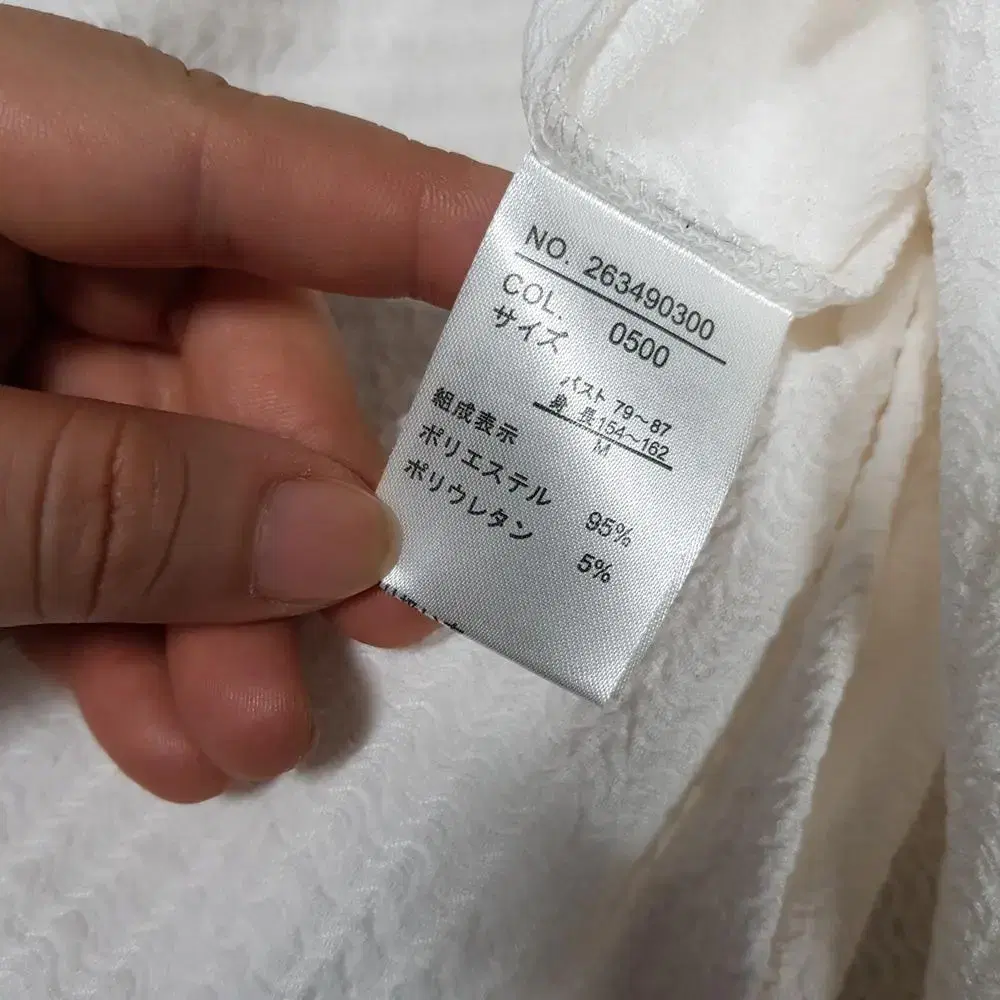 NO. 263490300
COL. 0500
サイズ
バスト 79～87
身 長 154～162
M
組成表示
ポリエステル 95%
ポリウレタン 5%